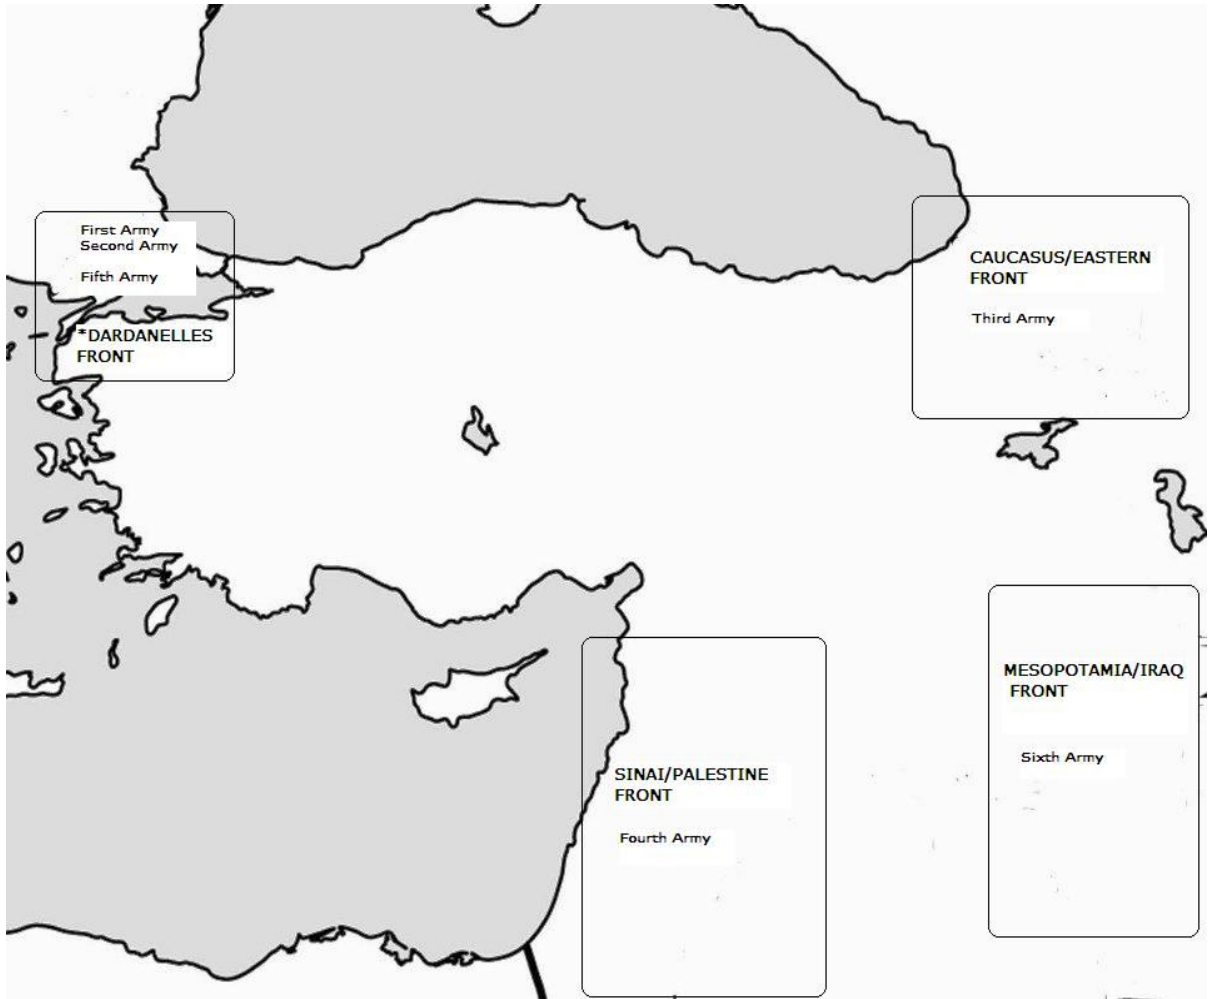 First Army
Second Army
Fifth Army
*DARDANELLES
FRONT
CAUCASUS/EASTERN
FRONT
Third Army
MESOPOTAMIA/IRAQ
FRONT
Sixth Army
SINAI/PALESTINE
FRONT
Fourth Army